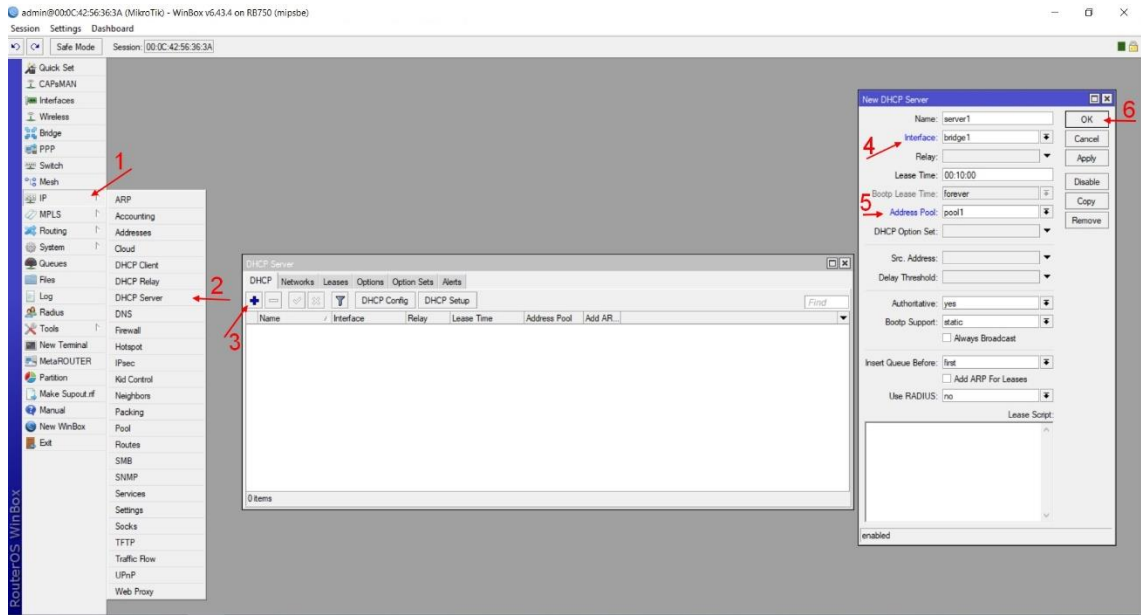 admin@00:0C:42:56:36:3A (MikroTik) - WinBox v6.43.4 on RB750 (mipsbe)
Session Settings Dashboard
Safe Mode Session: 00:0C:42:56:36:3A
Quick Set
CAPsMAN
Interfaces
Wireless
Bridge
PPP
Switch
Mesh
IP
MPLS
Routing
System
Queues
Files
Log
Radius
Tools
New Terminal
MetaROUTER
Partition
Make Supout.rif
Manual
New WinBox
Exit
RouterOS WinBox
1
ARP
Accounting
Addresses
Cloud
DHCP Client
DHCP Relay
DHCP Server
DNS
Firewall
Hotspot
IPsec
Kid Control
Neighbors
Packing
Pool
Routes
SMB
SNMP
Services
Settings
Socks
TFTP
Traffic Flow
UPnP
Web Proxy
2
DHCP Server
DHCP Networks Leases Options Option Sets Alerts
DHCP Config DHCP Setup Find
3
Name Interface Relay Lease Time Address Pool Add AR...
0 items
New DHCP Server
Name: server1
4
Interface: bridge1
Relay:
Lease Time: 00:10:00
Bootp Lease Time: forever
5
Address Pool: pool1
DHCP Option Set:
Src. Address:
Delay Threshold:
Authoritative: yes
Bootp Support: static
Always Broadcast
Insert Queue Before: first
Add ARP For Leases
Use RADIUS: no
Lease Script:
enabled
OK
6
Cancel
Apply
Disable
Copy
Remove